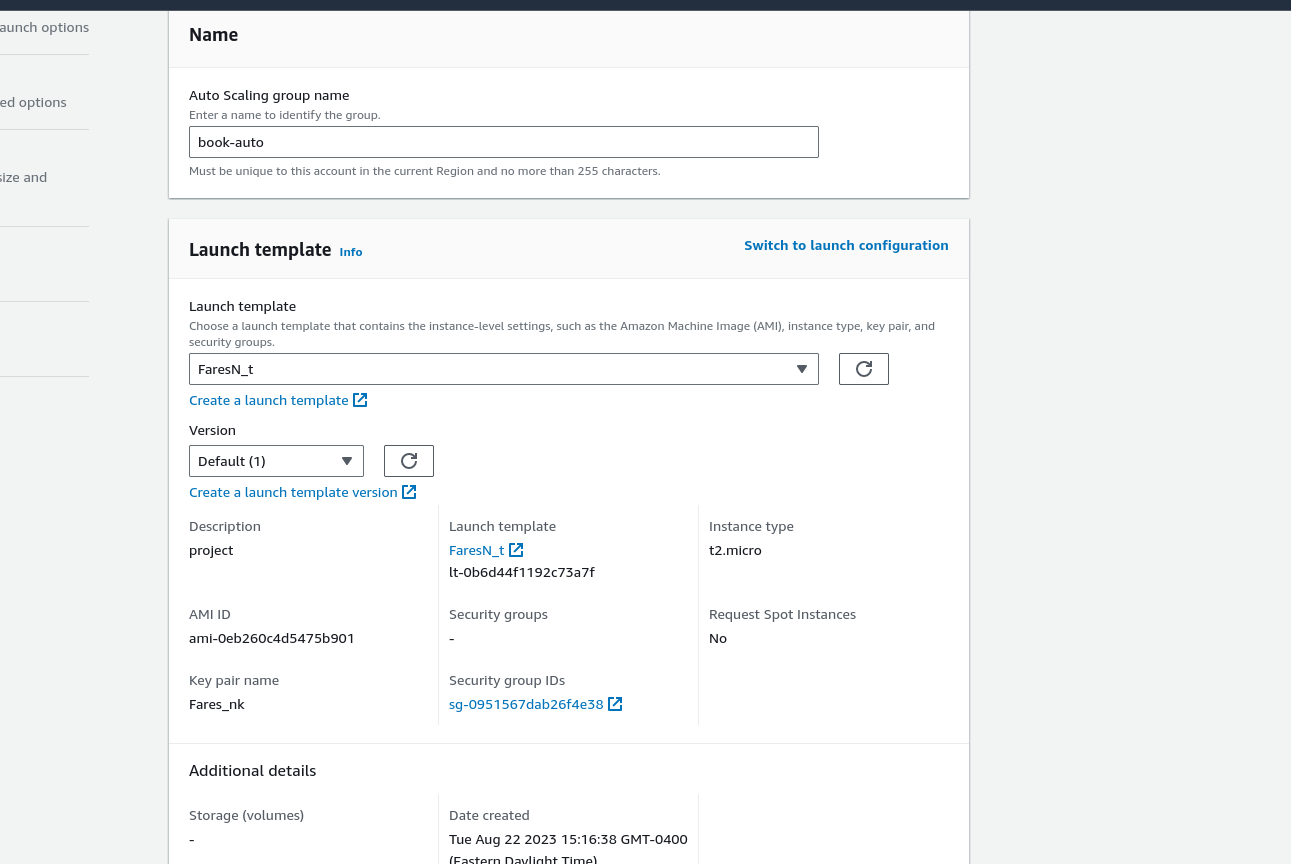 aunch options
ed options
size and
Name
Auto Scaling group name
Enter a name to identify the group.
book-auto
Must be unique to this account in the current Region and no more than 255 characters.
Launch template Info
Switch to launch configuration
Launch template
Choose a launch template that contains the instance-level settings, such as the Amazon Machine Image (AMI), instance type, key pair, and
security groups.
FaresN_t
Create a launch template
Version
Default (1)
Create a launch template version
Description
project
Launch template
FaresN_t
lt-0b6d44f1192c73a7f
Instance type
t2.micro
AMI ID
ami-0eb260c4d5475b901
Security groups
-
Request Spot Instances
No
Key pair name
Fares_nk
Security group IDs
sg-0951567dab26f4e38
Additional details
Storage (volumes)
-
Date created
Tue Aug 22 2023 15:16:38 GMT-0400
(Eastern Daylight Time)